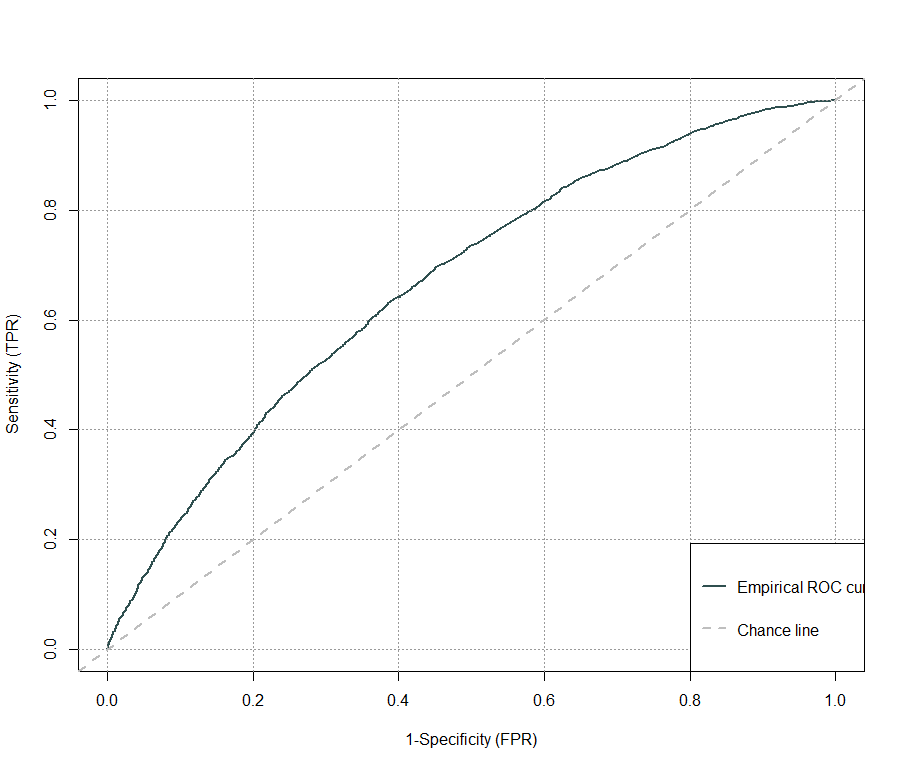 1.0
0.8
0.6
0.4
0.2
0.0
Sensitivity (TPR)
Empirical ROC cur
Chance line
0.0 0.2 0.4 0.6 0.8 1.0
1-Specificity (FPR)